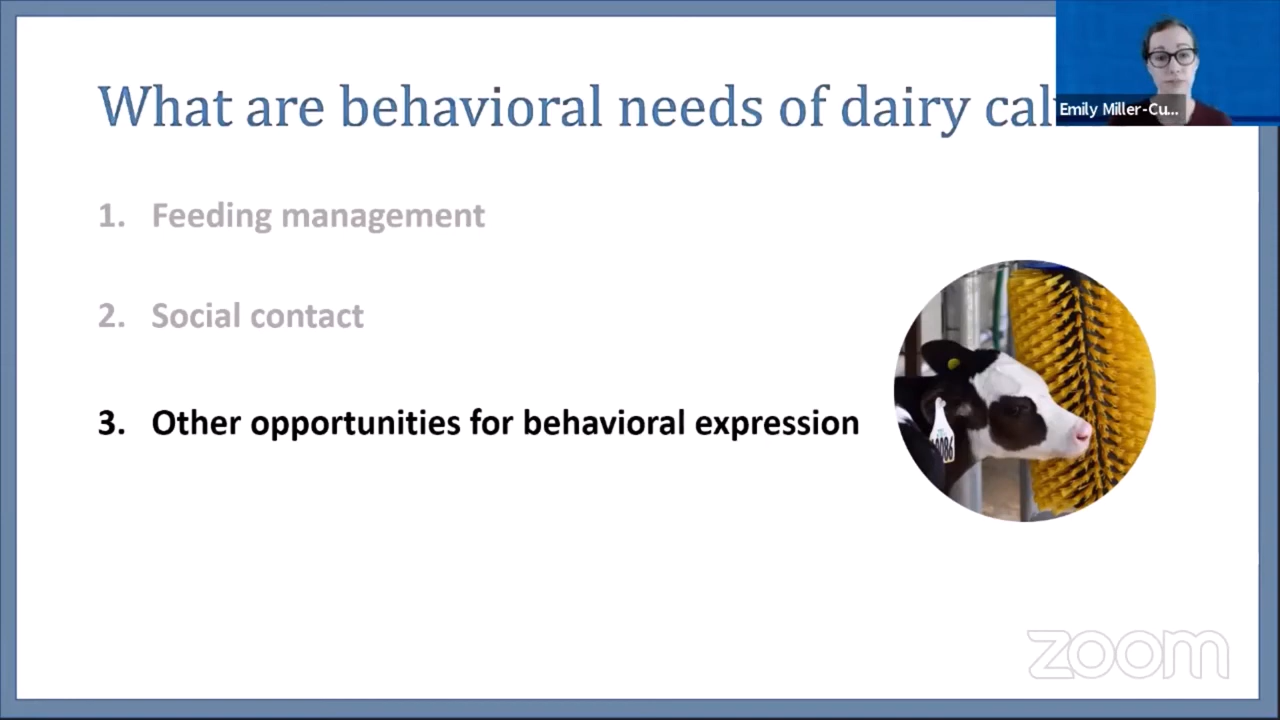 What are behavioral needs of dairy
Emily Miller-Cu...
1. Feeding management
2. Social contact
3. Other opportunities for behavioral expression
zoom